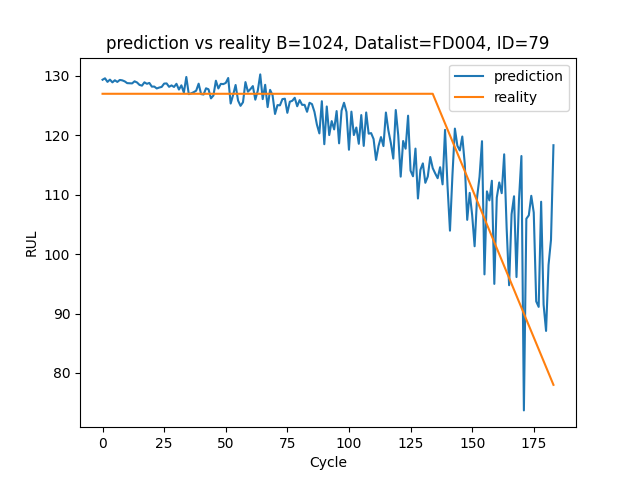 prediction vs reality B=1024, Datalist=FD004, ID=79
prediction
reality
RUL
130
120
110
100
90
80
0 25 50 75 100 125 150 175
Cycle